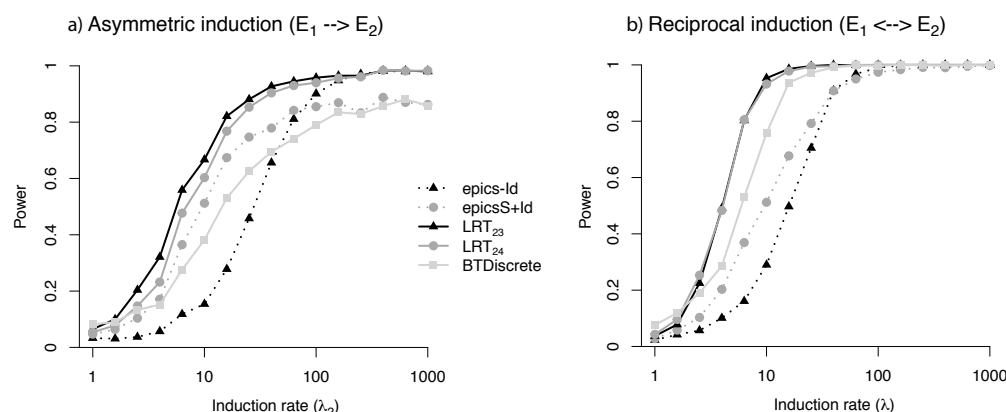 a) Asymmetric induction (E1 --> E2)
b) Reciprocal induction (E1 <--> E2)
Power
1
0.8
0.6
0.4
0.2
0
1 10 100 1000
Induction rate (λ2)
epics-Id
epicsS+Id
LRT23
LRT24
BTDiscrete
Power
1
0.8
0.6
0.4
0.2
0
1 10 100 1000
Induction rate (λ)